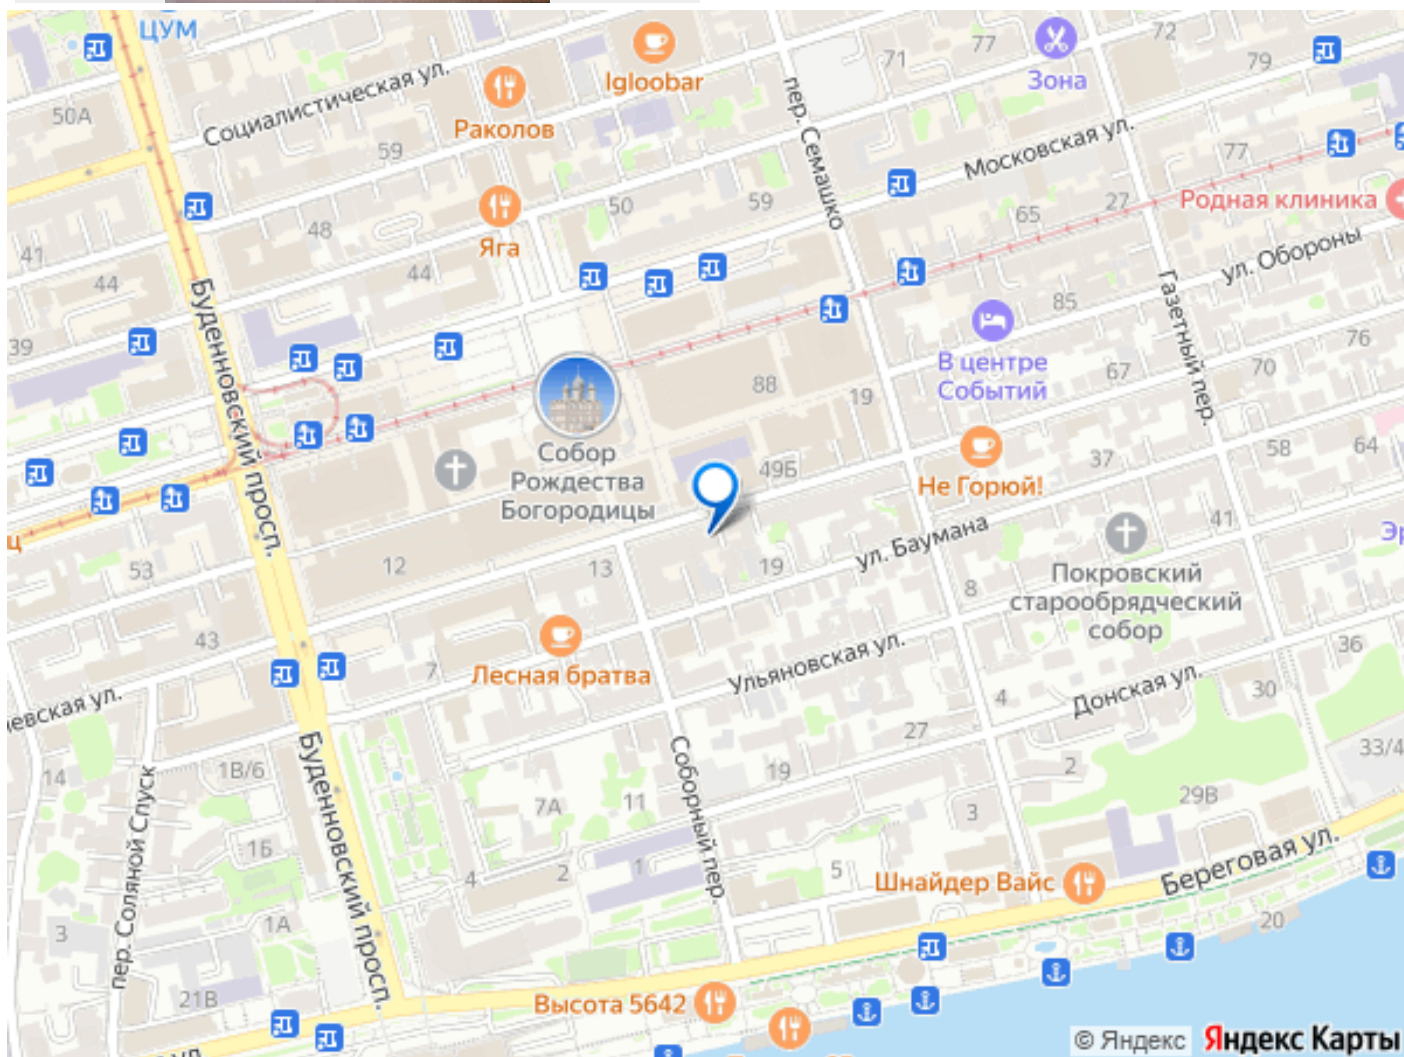 ЦУМ
Igloobar
71
77
72
Зона
79
50А
Социалистическая ул.
Раколов
59
пер. Семашко
Московская ул.
77
Родная клиника
41
48
Яга
50
59
65
27
ул. Обороны
44
44
39
Буденновский просп.
85
Газетный пер.
76
В центре
Событий
67
70
88
19
Собор
Рождества
Богородицы
49Б
Не Горюй!
37
58
64
ц
53
12
13
19
ул. Баумана
41
Покровский
старообрядческий
собор
8
43
7
Лесная братва
Ульяновская ул.
36
евская ул.
4
Донская ул.
30
27
Буденновский просп.
Соборный пер.
33/4
14
1В/6
пер. Соляной Спуск
19
2
7А
11
29В
3
1Б
4
2
1
5
Шнайдер Вайс
Береговая ул.
3
1А
20
21В
Высота 5642
ул
© Яндекс Яндекс Карты